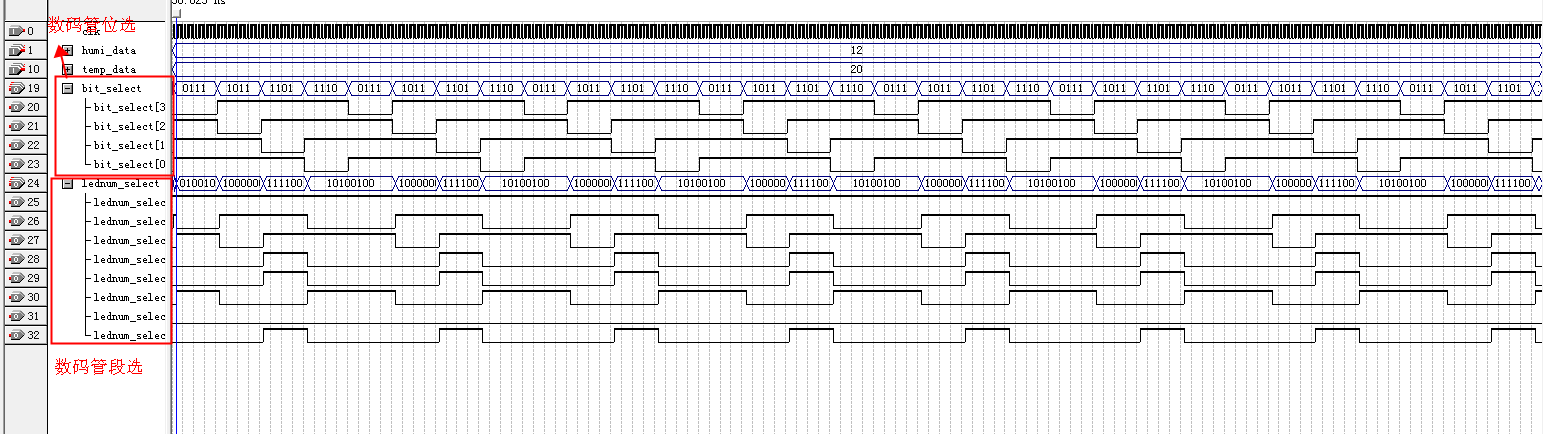 数码管位选
0 clk
1 humi_data 12
10 temp_data 20
19 bit_select 0111 1011 1101 1110 0111 1011 1101 1110 0111 1011 1101 1110 0111 1011 1101 1110 0111 1011 1101 1110 0111 1011 1101 1110 0111 1011 1101 1110 0111 1011 1101
20 bit_select[3
21 bit_select[2
22 bit_select[1
23 bit_select[0
24 lednum_select 010010 100000 111100 10100100 100000 111100 10100100 100000 111100 10100100 100000 111100 10100100 100000 111100 10100100 100000 111100 10100100 100000 111100 10100100 100000 111100
25 lednum_selec
26 lednum_selec
27 lednum_selec
28 lednum_selec
29 lednum_selec
30 lednum_selec
31 lednum_selec
32 lednum_selec
数码管段选